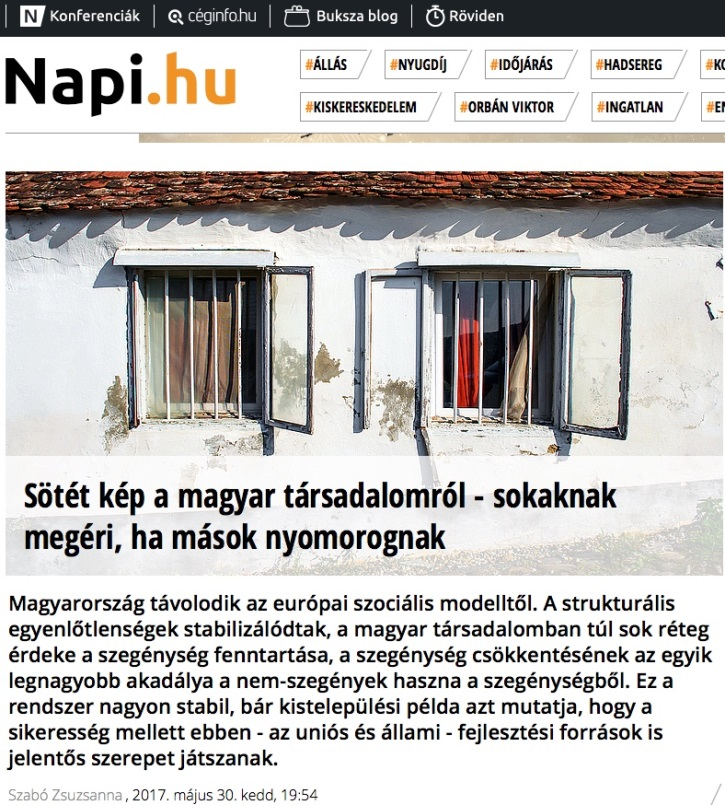 N Konferenciák céginfo.hu Buksza blog Röviden
Napi.hu
#ÁLLÁS #NYUGDÍJ #IDŐJÁRÁS #HADSEREG #KO
#KISKERESKEDELEM #ORBÁN VIKTOR #INGATLAN #EN
Sötét kép a magyar társadalomról - sokaknak
megéri, ha mások nyomorognak
Magyarország távolodik az európai szociális modelltől. A strukturális
egyenlőtlenségek stabilizálódtak, a magyar társadalomban túl sok réteg
érdeke a szegénység fenntartása, a szegénység csökkentésének az egyik
legnagyobb akadálya a nem-szegények haszna a szegénységből. Ez a
rendszer nagyon stabil, bár kistelepülési példa azt mutatja, hogy a
sikeresség mellett ebben - az uniós és állami - fejlesztési források is
jelentős szerepet játszanak.
Szabó Zsuzsanna , 2017. május 30. kedd, 19:54